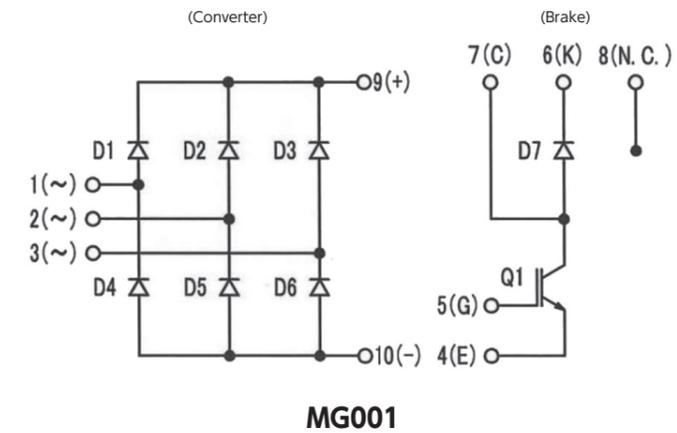 (Converter)
(Brake)
7(C) 6(K) 8(N.C.)
9(+)
D1 D2 D3
D7
1(~)
2(~)
3(~)
D4 D5 D6
Q1
5(G)
10(-)
4(E)
MG001